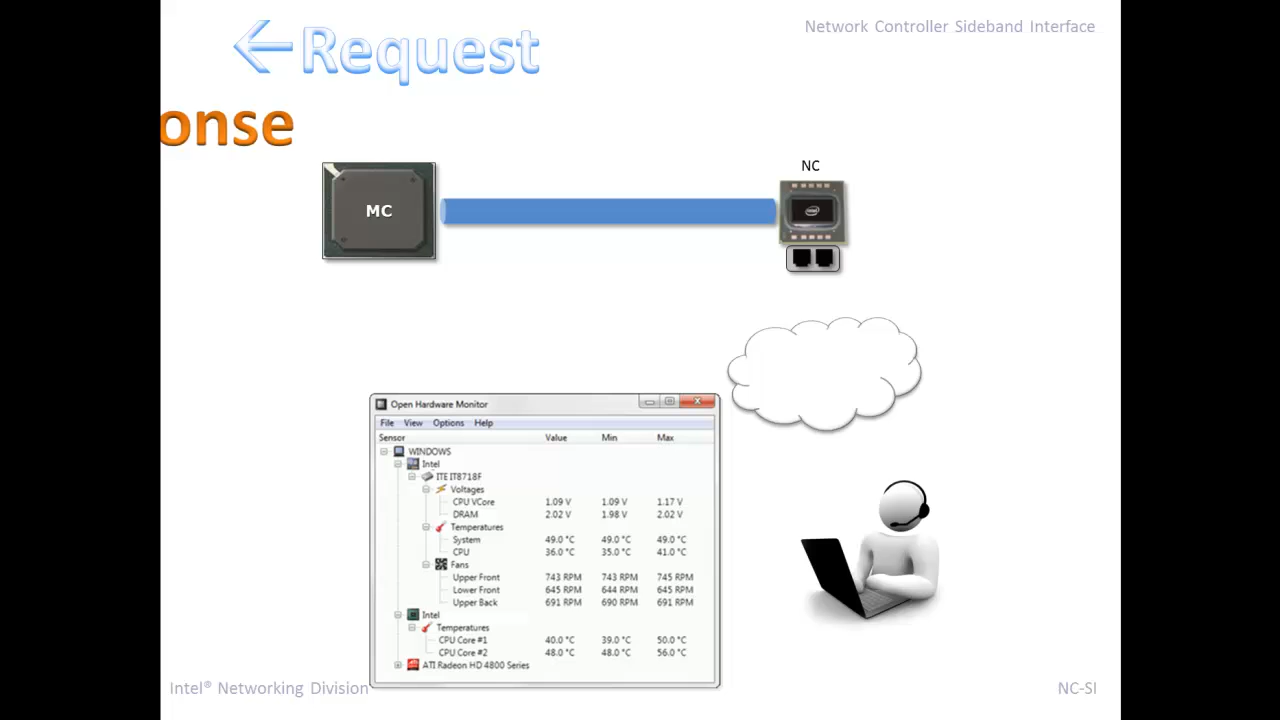 ←Request
Network Controller Sideband Interface
onse
NC
MC
intel
Open Hardware Monitor
File View Options Help
Sensor Value Min Max
WINDOWS
Intel
ITE IT8718F
Voltages
CPU VCore 1.09 V 1.09 V 1.17 V
DRAM 2.02 V 1.98 V 2.02 V
Temperatures
System 49.0 °C 49.0 °C 49.0 °C
CPU 36.0 °C 35.0 °C 41.0 °C
Fans
Upper Front 743 RPM 743 RPM 745 RPM
Lower Front 645 RPM 644 RPM 645 RPM
Upper Back 691 RPM 690 RPM 691 RPM
Intel
Temperatures
CPU Core #1 40.0 °C 39.0 °C 50.0 °C
CPU Core #2 48.0 °C 48.0 °C 56.0 °C
ATI Radeon HD 4800 Series
Intel® Networking Division
NC-SI